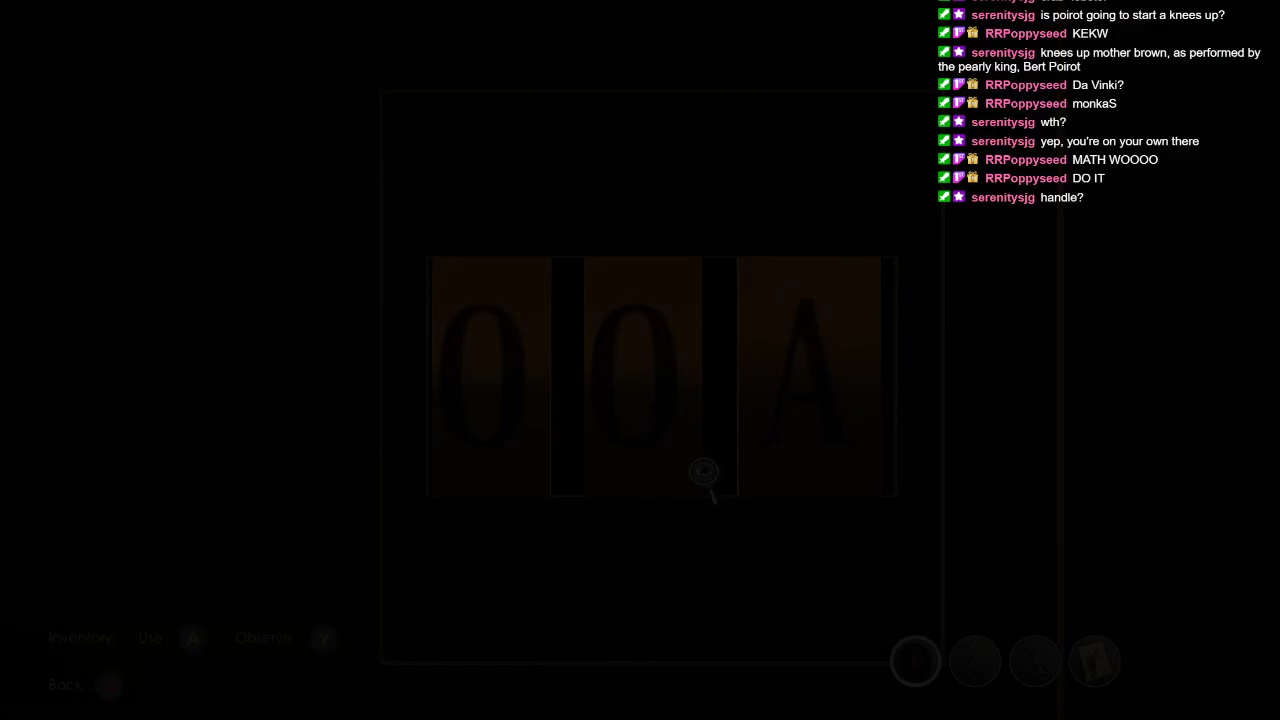 serenitysjg is poirot going to start a knees up?
RRPoppyseed KEKW
serenitysjg knees up mother brown, as performed by
the pearly king, Bert Poirot
RRPoppyseed Da Vinki?
RRPoppyseed monkaS
serenitysjg wth?
serenitysjg yep, you're on your own there
RRPoppyseed MATH WOOOO
RRPoppyseed DO IT
serenitysjg handle?
0 0 A
Inventory: Use A Observe Y
Back